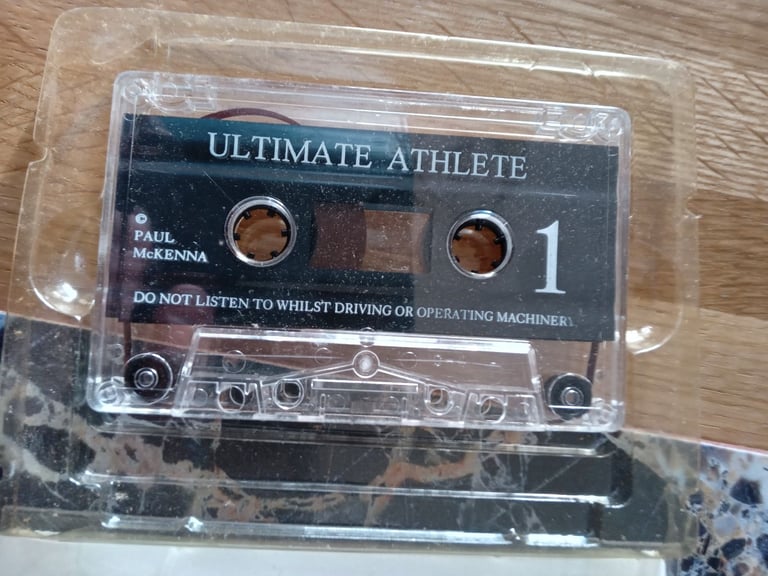 ULTIMATE ATHLETE
©
PAUL
McKENNA
1
DO NOT LISTEN TO WHILST DRIVING OR OPERATING MACHINERY